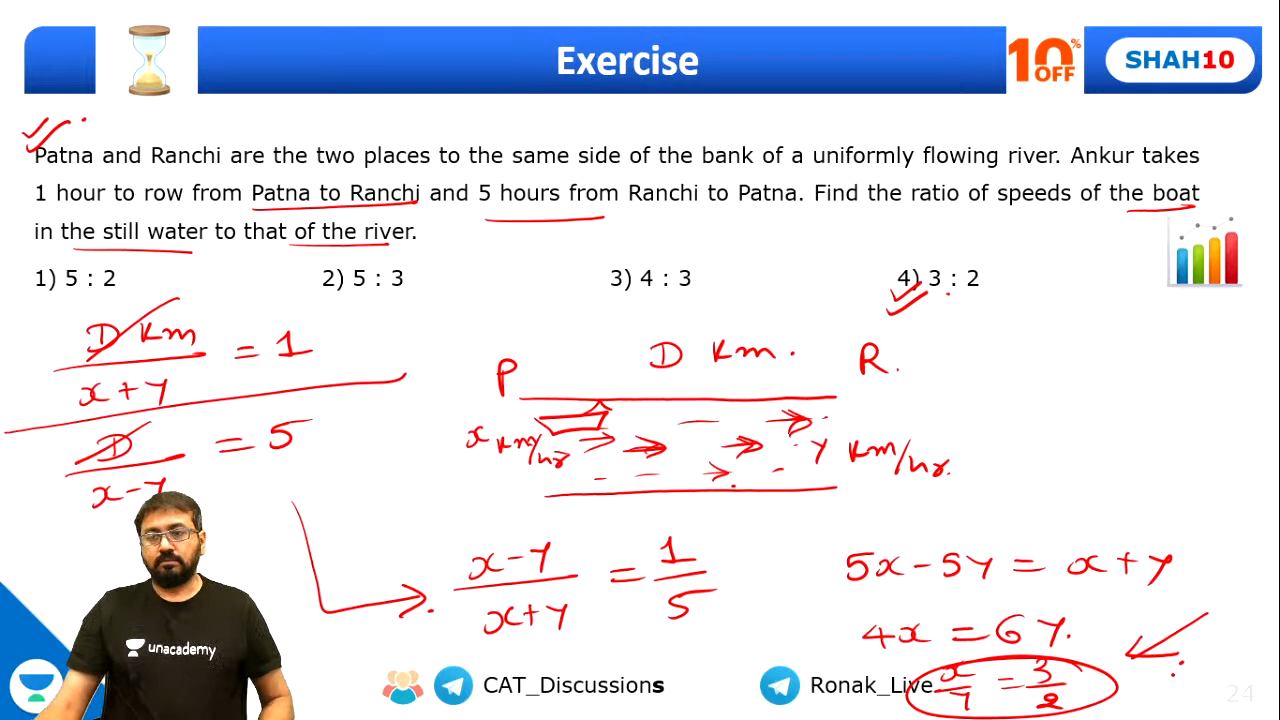 Exercise
10% OFF
SHAH10
Patna and Ranchi are the two places to the same side of the bank of a uniformly flowing river. Ankur takes
1 hour to row from Patna to Ranchi and 5 hours from Ranchi to Patna. Find the ratio of speeds of the boat
in the still water to that of the river.
1) 5 : 2 2) 5 : 3 3) 4 : 3 4) 3 : 2
D Km / x + y = 1
D / x - y = 5
P D Km. R.
x Km/hr y Km/hr.
x - y / x + y = 1 / 5
5x - 5y = x + y
4x = 6y.
x / y = 3 / 2
unacademy
CAT_Discussions
Ronak_Live
24